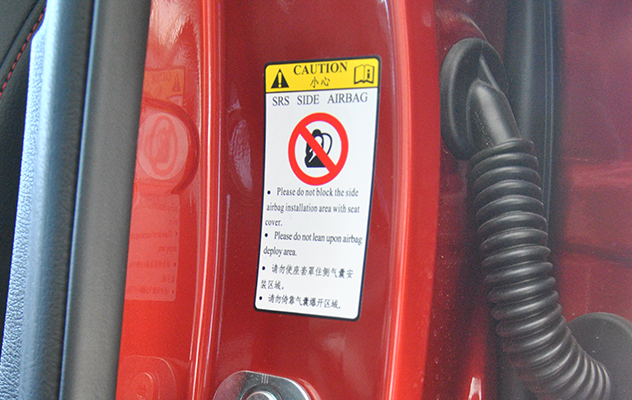 CAUTION
小心
SRS SIDE AIRBAG
• Please do not block the side
airbag installation area with seat
cover.
• Please do not lean upon airbag
deploy area.
• 请勿使座套罩住侧气囊安
装区域。
• 请勿倚靠气囊爆开区域。